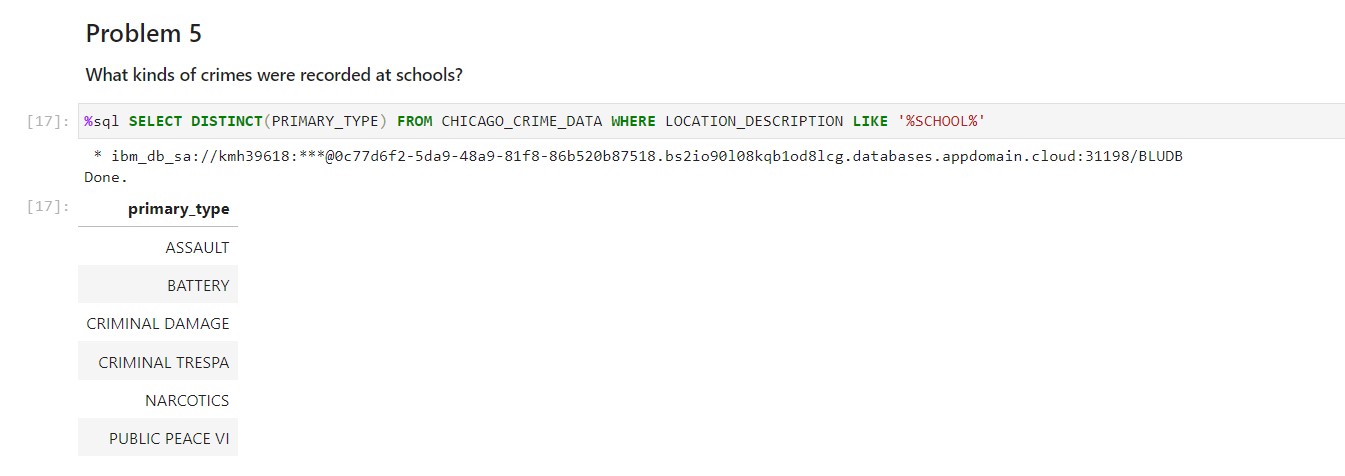 Problem 5
What kinds of crimes were recorded at schools?
[17]: %sql SELECT DISTINCT(PRIMARY_TYPE) FROM CHICAGO_CRIME_DATA WHERE LOCATION_DESCRIPTION LIKE '%SCHOOL%'
* ibm_db_sa://kmh39618:***@0c77d6f2-5da9-48a9-81f8-86b520b87518.bs2io90l08kqb1od8lcg.databases.appdomain.cloud:31198/BLUDB
Done.
[17]: primary_type
ASSAULT
BATTERY
CRIMINAL DAMAGE
CRIMINAL TRESPA
NARCOTICS
PUBLIC PEACE VI